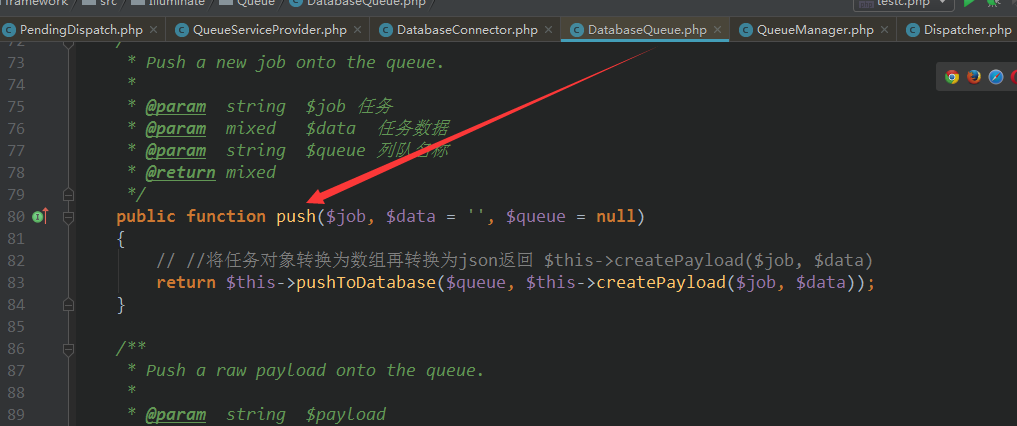 framework src Illuminate Queue DatabaseQueue.php testc.php
PendingDispatch.php × QueueServiceProvider.php × DatabaseConnector.php × DatabaseQueue.php × QueueManager.php × Dispatcher.php
72 /**
73 * Push a new job onto the queue.
74 *
75 * @param string $job 任务
76 * @param mixed $data 任务数据
77 * @param string $queue 列队名称
78 * @return mixed
79 */
80 public function push($job, $data = '', $queue = null)
81 {
82 // //将任务对象转换为数组再转换为json返回 $this->createPayload($job, $data)
83 return $this->pushToDatabase($queue, $this->createPayload($job, $data));
84 }
85
86 /**
87 * Push a raw payload onto the queue.
88 *
89 * @param string $payload